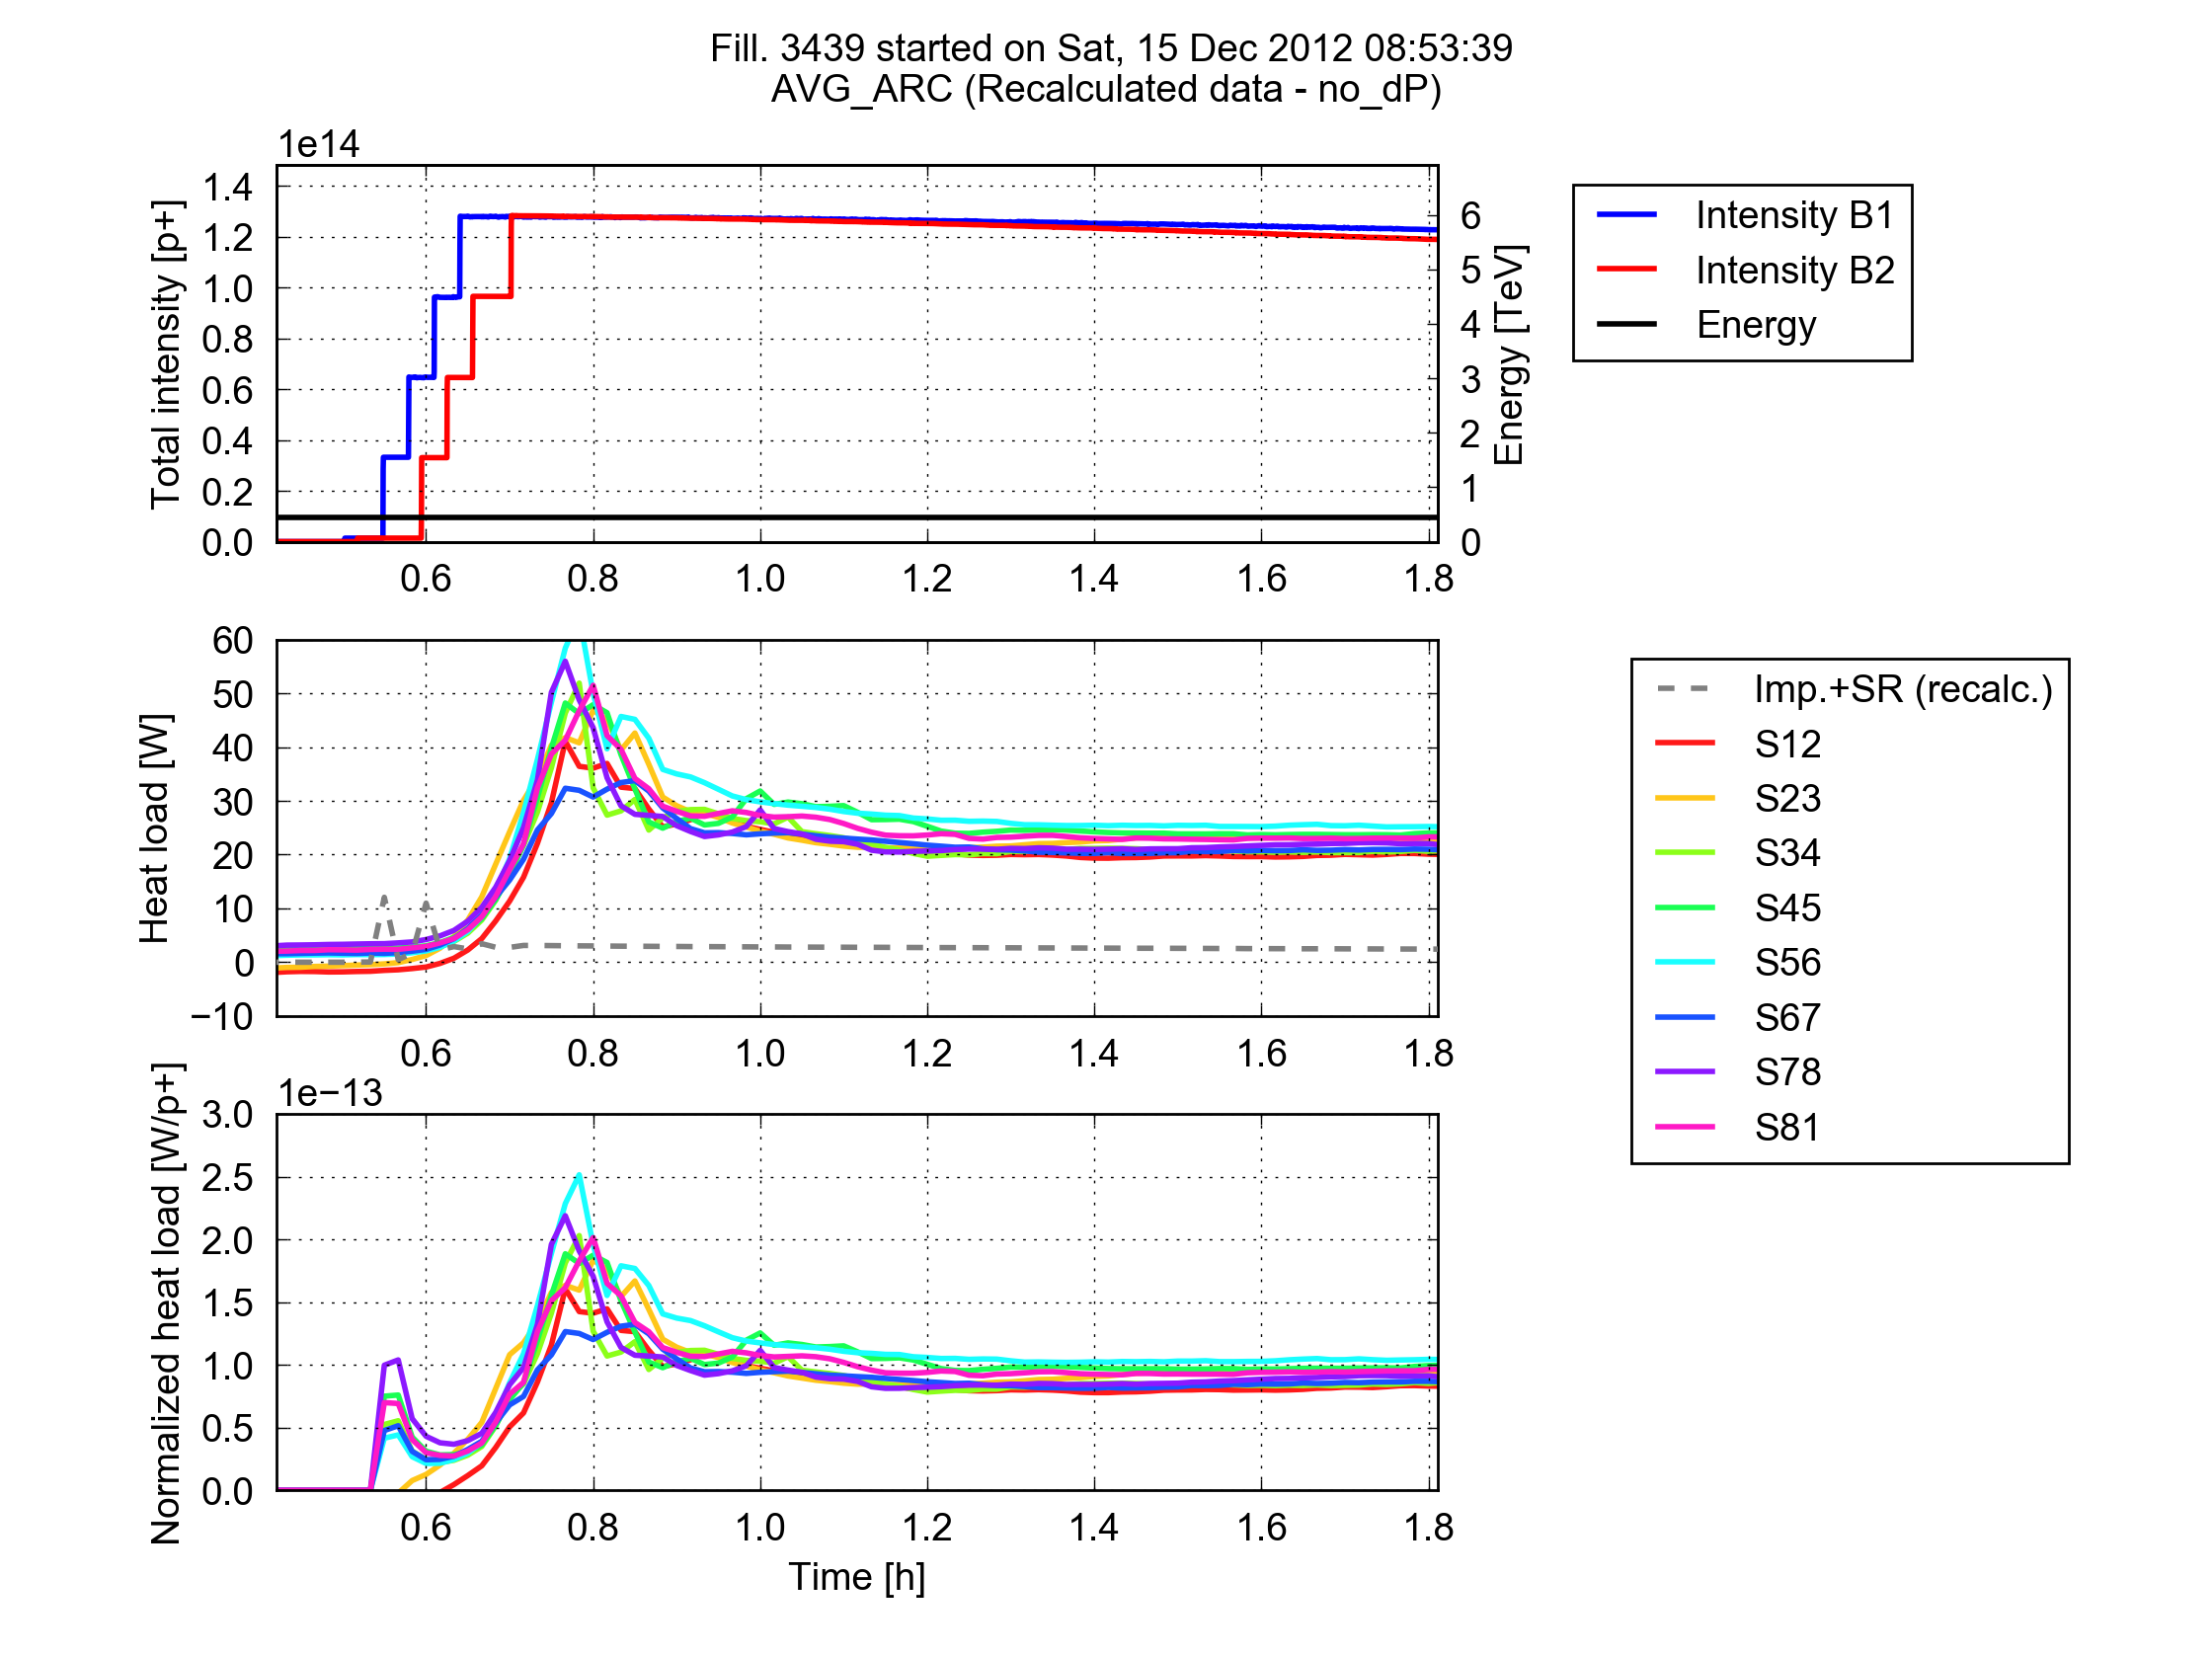 Fill. 3439 started on Sat, 15 Dec 2012 08:53:39
AVG_ARC (Recalculated data - no_dP)
1e14
Total intensity [p+]
1.4
1.2
1.0
0.8
0.6
0.4
0.2
0.0
6
5
4
3
2
1
0
Energy [TeV]
0.6 0.8 1.0 1.2 1.4 1.6 1.8
Intensity B1
Intensity B2
Energy
Heat load [W]
60
50
40
30
20
10
0
−10
0.6 0.8 1.0 1.2 1.4 1.6 1.8
Imp.+SR (recalc.)
S12
S23
S34
S45
S56
S67
S78
S81
1e−13
Normalized heat load [W/p+]
3.0
2.5
2.0
1.5
1.0
0.5
0.0
0.6 0.8 1.0 1.2 1.4 1.6 1.8
Time [h]